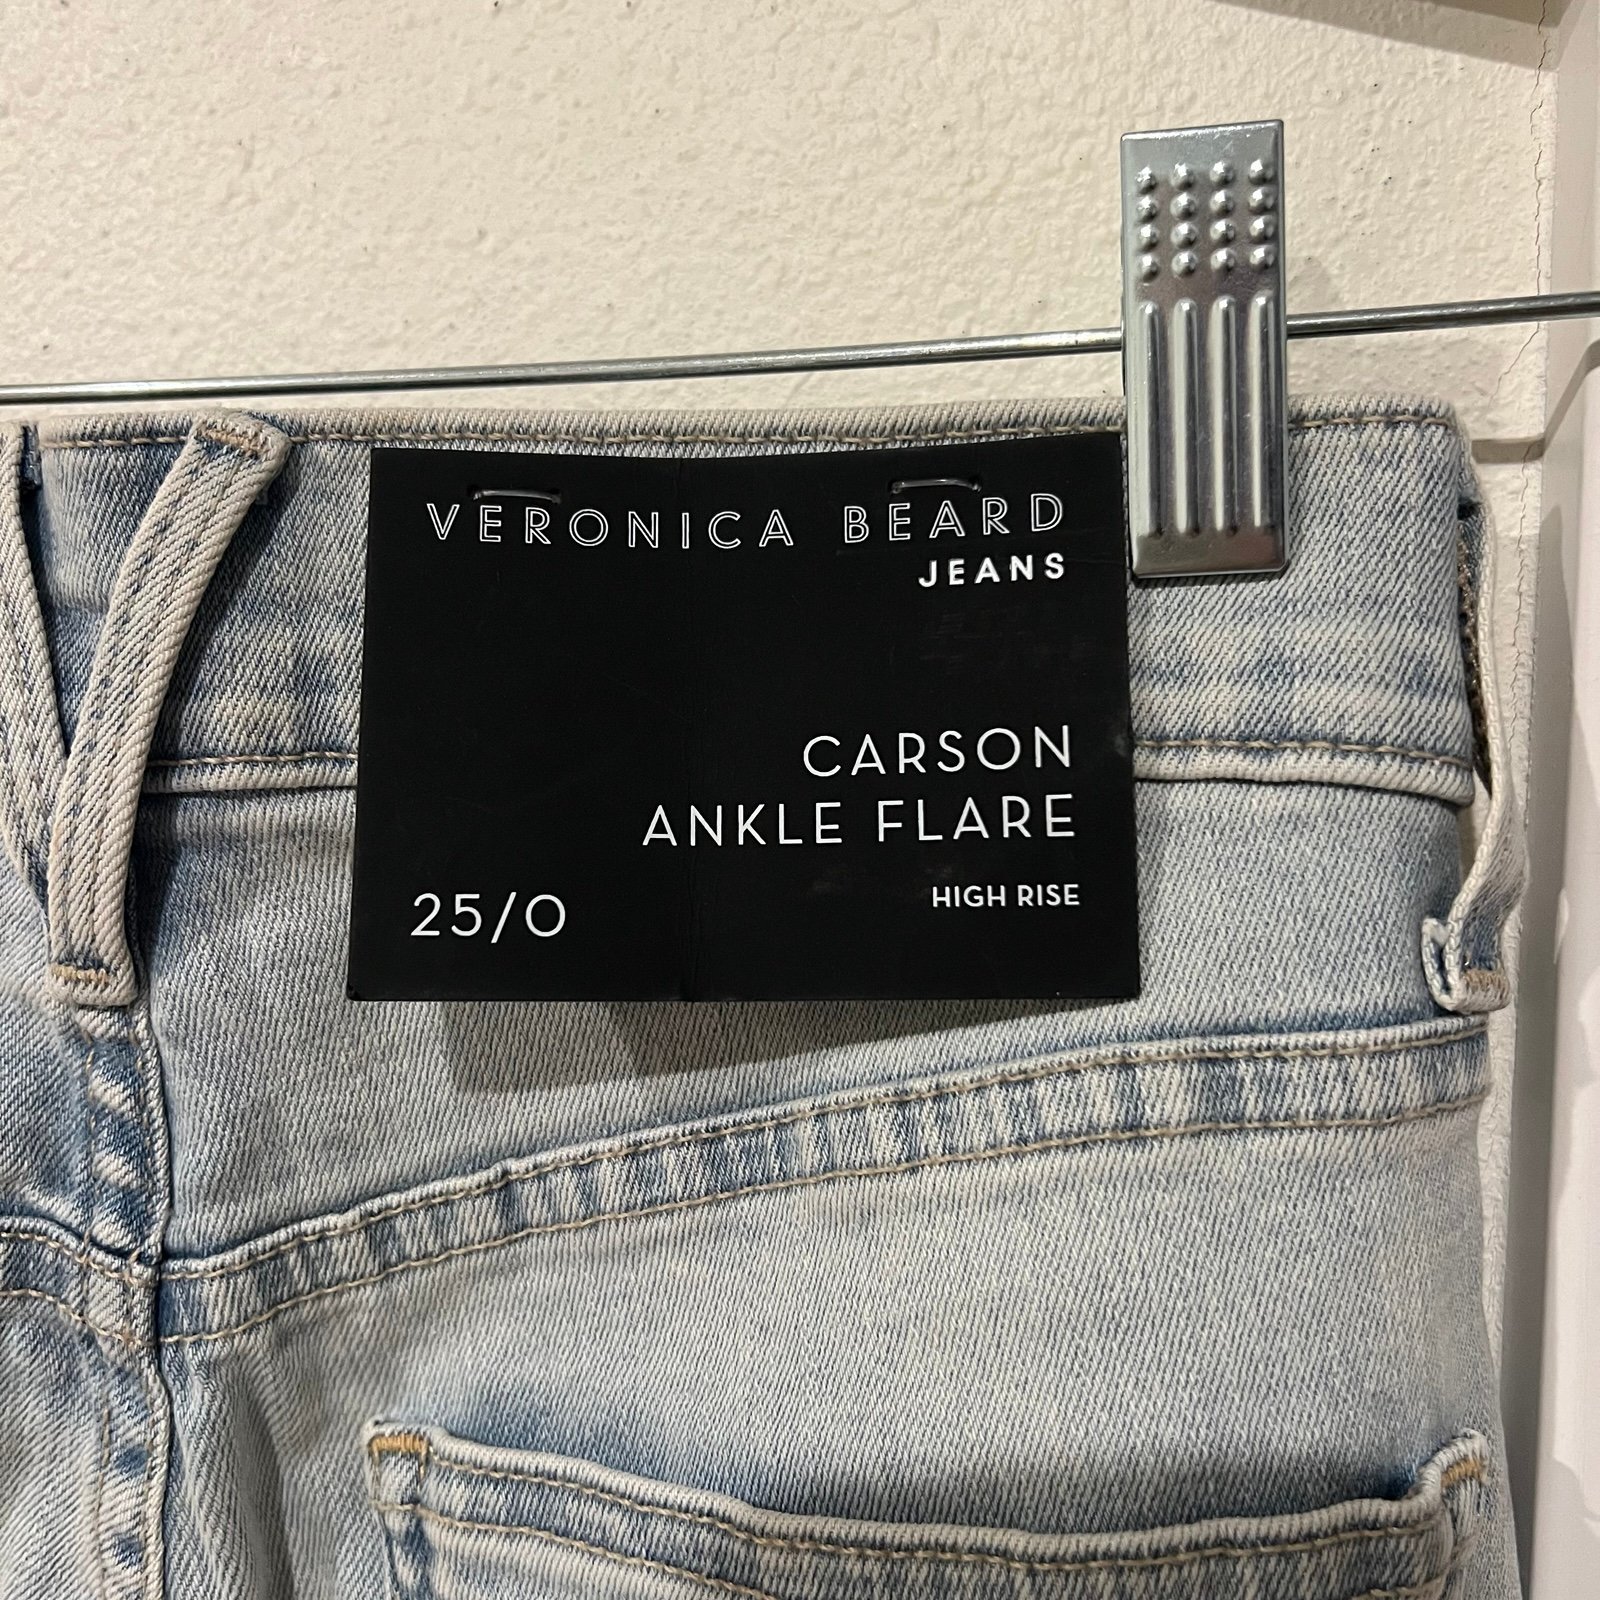 VERONICA BEARD
JEANS
CARSON
ANKLE FLARE
HIGH RISE
25/0